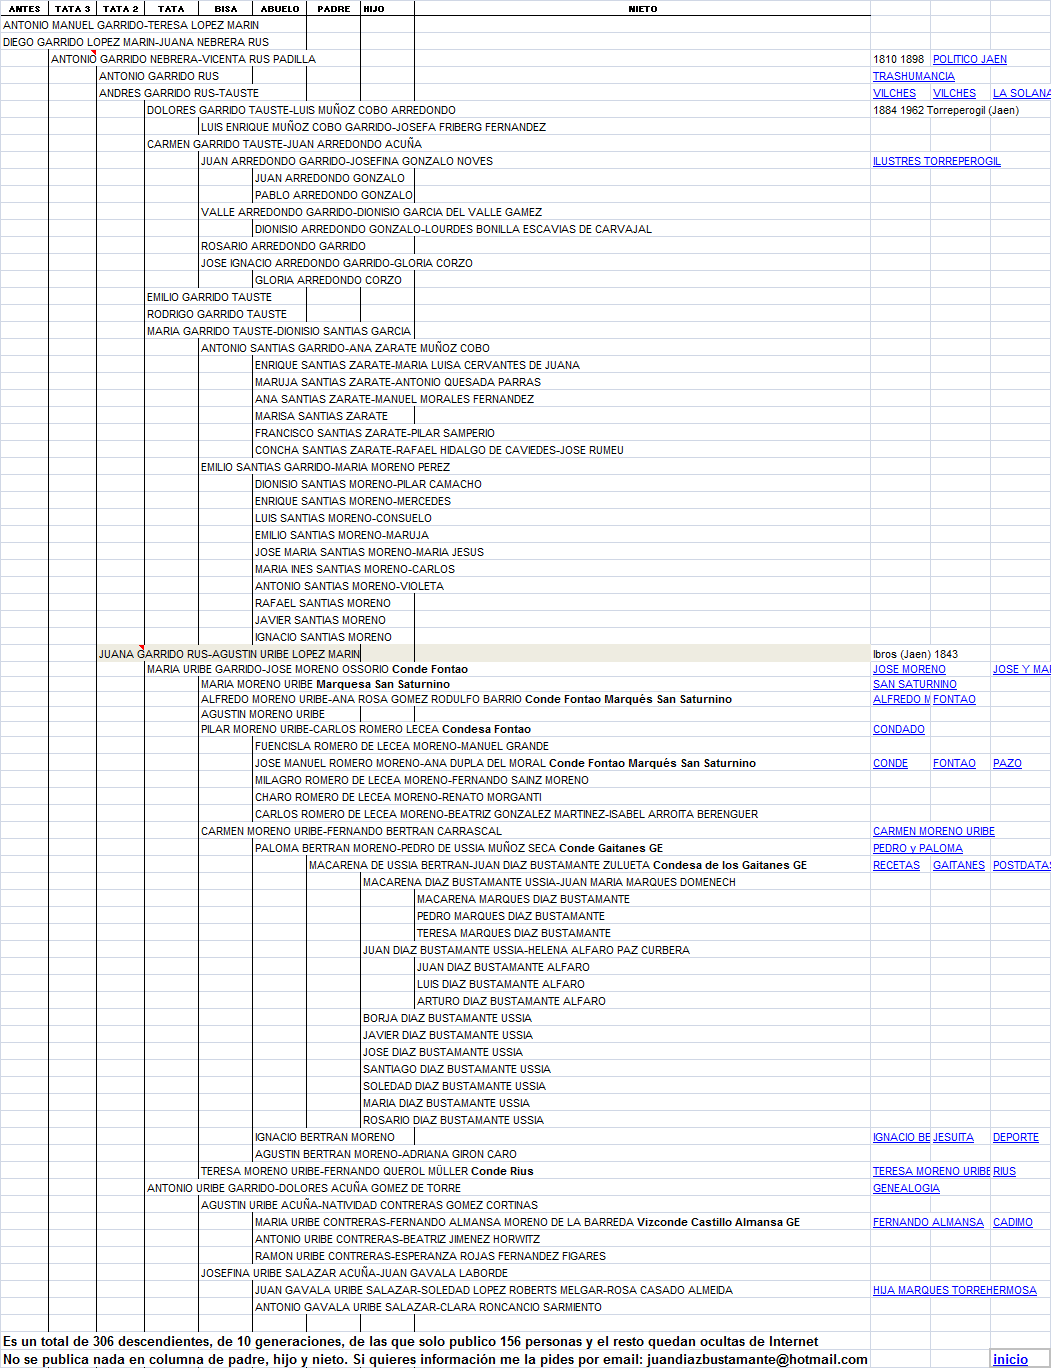 ANTES TATA 3 TATA 2 TATA BISA ABUELO PADRE HIJO NIETO
ANTONIO MANUEL GARRIDO-TERESA LOPEZ MARIN
DIEGO GARRIDO LOPEZ MARIN-JUANA NEBRERA RUS
ANTONIO GARRIDO NEBRERA-VICENTA RUS PADILLA 1810 1898 POLITICO JAEN
ANTONIO GARRIDO RUS TRASHUMANCIA
ANDRES GARRIDO RUS-TAUSTE VILCHES VILCHES LA SOLANA
DOLORES GARRIDO TAUSTE-LUIS MUÑOZ COBO ARREDONDO 1884 1962 Torreperogil (Jaen)
LUIS ENRIQUE MUÑOZ COBO GARRIDO-JOSEFA FRIBERG FERNANDEZ
CARMEN GARRIDO TAUSTE-JUAN ARREDONDO ACUÑA
JUAN ARREDONDO GARRIDO-JOSEFINA GONZALO NOVES ILUSTRES TORREPEROGIL
JUAN ARREDONDO GONZALO
PABLO ARREDONDO GONZALO
VALLE ARREDONDO GARRIDO-DIONISIO GARCIA DEL VALLE GAMEZ
DIONISIO ARREDONDO GONZALO-LOURDES BONILLA ESCAVIAS DE CARVAJAL
ROSARIO ARREDONDO GARRIDO
JOSE IGNACIO ARREDONDO GARRIDO-GLORIA CORZO
GLORIA ARREDONDO CORZO
EMILIO GARRIDO TAUSTE
RODRIGO GARRIDO TAUSTE
MARIA GARRIDO TAUSTE-DIONISIO SANTIAS GARCIA
ANTONIO SANTIAS GARRIDO-ANA ZARATE MUÑOZ COBO
ENRIQUE SANTIAS ZARATE-MARIA LUISA CERVANTES DE JUANA
MARUJA SANTIAS ZARATE-ANTONIO QUESADA PARRAS
ANA SANTIAS ZARATE-MANUEL MORALES FERNANDEZ
MARISA SANTIAS ZARATE
FRANCISCO SANTIAS ZARATE-PILAR SAMPERIO
CONCHA SANTIAS ZARATE-RAFAEL HIDALGO DE CAVIEDES-JOSE RUMEU
EMILIO SANTIAS GARRIDO-MARIA MORENO PEREZ
DIONISIO SANTIAS MORENO-PILAR CAMACHO
ENRIQUE SANTIAS MORENO-MERCEDES
LUIS SANTIAS MORENO-CONSUELO
EMILIO SANTIAS MORENO-MARUJA
JOSE MARIA SANTIAS MORENO-MARIA JESUS
MARIA INES SANTIAS MORENO-CARLOS
ANTONIO SANTIAS MORENO-VIOLETA
RAFAEL SANTIAS MORENO
JAVIER SANTIAS MORENO
IGNACIO SANTIAS MORENO
JUANA GARRIDO RUS-AGUSTIN URIBE LOPEZ MARIN Ibros (Jaen) 1843
MARIA URIBE GARRIDO-JOSE MORENO OSSORIO Conde Fontao JOSE MORENO JOSE Y MA
MARIA MORENO URIBE Marquesa San Saturnino SAN SATURNINO
ALFREDO MORENO URIBE-ANA ROSA GOMEZ RODULFO BARRIO Conde Fontao Marqués San Saturnino ALFREDO M FONTAO
AGUSTIN MORENO URIBE
PILAR MORENO URIBE-CARLOS ROMERO LECEA Condesa Fontao CONDADO
FUENCISLA ROMERO DE LECEA MORENO-MANUEL GRANDE
JOSE MANUEL ROMERO MORENO-ANA DUPLA DEL MORAL Conde Fontao Marqués San Saturnino CONDE FONTAO PAZO
MILAGRO ROMERO DE LECEA MORENO-FERNANDO SAINZ MORENO
CHARO ROMERO DE LECEA MORENO-RENATO MORGANTI
CARLOS ROMERO DE LECEA MORENO-BEATRIZ GONZALEZ MARTINEZ-ISABEL ARROITA BERENGUER
CARMEN MORENO URIBE-FERNANDO BERTRAN CARRASCAL CARMEN MORENO URIBE
PALOMA BERTRAN MORENO-PEDRO DE USSIA MUÑOZ SECA Conde Gaitanes GE PEDRO y PALOMA
MACARENA DE USSIA BERTRAN-JUAN DIAZ BUSTAMANTE ZULUETA Condesa de los Gaitanes GE RECETAS GAITANES POSTDATAS
MACARENA DIAZ BUSTAMANTE USSIA-JUAN MARIA MARQUES DOMENECH
MACARENA MARQUES DIAZ BUSTAMANTE
PEDRO MARQUES DIAZ BUSTAMANTE
TERESA MARQUES DIAZ BUSTAMANTE
JUAN DIAZ BUSTAMANTE USSIA-HELENA ALFARO PAZ CURBERA
JUAN DIAZ BUSTAMANTE ALFARO
LUIS DIAZ BUSTAMANTE ALFARO
ARTURO DIAZ BUSTAMANTE ALFARO
BORJA DIAZ BUSTAMANTE USSIA
JAVIER DIAZ BUSTAMANTE USSIA
JOSE DIAZ BUSTAMANTE USSIA
SANTIAGO DIAZ BUSTAMANTE USSIA
SOLEDAD DIAZ BUSTAMANTE USSIA
MARIA DIAZ BUSTAMANTE USSIA
ROSARIO DIAZ BUSTAMANTE USSIA
IGNACIO BERTRAN MORENO IGNACIO BE JESUITA DEPORTE
AGUSTIN BERTRAN MORENO-ADRIANA GIRON CARO
TERESA MORENO URIBE-FERNANDO QUEROL MÜLLER Conde Rius TERESA MORENO URIBE RIUS
ANTONIO URIBE GARRIDO-DOLORES ACUÑA GOMEZ DE TORRE GENEALOGIA
AGUSTIN URIBE ACUÑA-NATIVIDAD CONTRERAS GOMEZ CORTINAS
MARIA URIBE CONTRERAS-FERNANDO ALMANSA MORENO DE LA BARREDA Vizconde Castillo Almansa GE FERNANDO ALMANSA CADIMO
ANTONIO URIBE CONTRERAS-BEATRIZ JIMENEZ HORWITZ
RAMON URIBE CONTRERAS-ESPERANZA ROJAS FERNANDEZ FIGARES
JOSEFINA URIBE SALAZAR ACUÑA-JUAN GAVALA LABORDE
JUAN GAVALA URIBE SALAZAR-SOLEDAD LOPEZ ROBERTS MELGAR-ROSA CASADO ALMEIDA HIJA MARQUES TORREHERMOSA
ANTONIO GAVALA URIBE SALAZAR-CLARA RONCANCIO SARMIENTO
Es un total de 306 descendientes, de 10 generaciones, de las que solo publico 156 personas y el resto quedan ocultas de Internet
No se publica nada en columna de padre, hijo y nieto. Si quieres información me la pides por email: juandiazbustamante@hotmail.com inicio